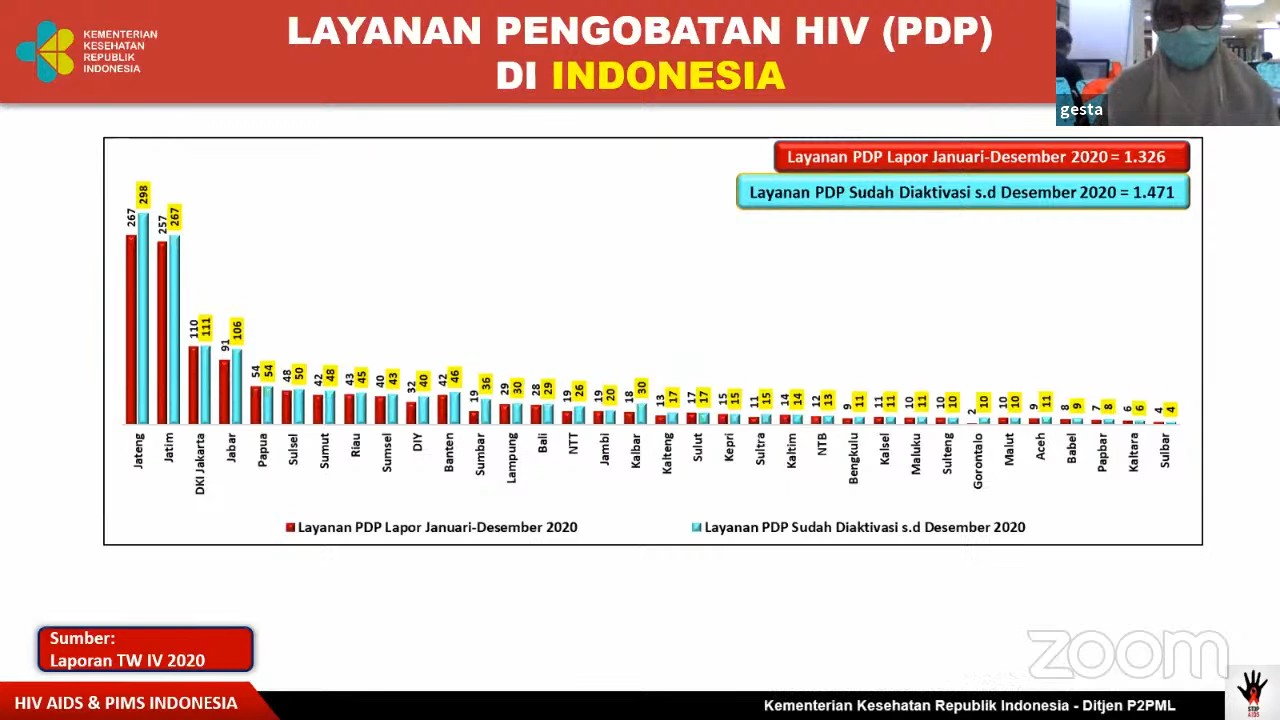 KEMENTERIAN
KESEHATAN
REPUBLIK
INDONESIA
LAYANAN PENGOBATAN HIV (PDP)
DI INDONESIA
gesta
Layanan PDP Lapor Januari-Desember 2020 = 1.326
Layanan PDP Sudah Diaktivasi s.d Desember 2020 = 1.471
267 298 257 267 110 111 91 106 54 54 48 50 42 48 43 45 40 43 32 40 42 46 19 36 29 30 28 29 19 26 19 20 18 30 13 17 17 17 15 15 11 15 14 14 12 13 9 11 11 11 10 11 10 10 2 10 10 10 9 11 8 9 7 8 6 6 4 4
Jateng Jatim DKI Jakarta Jabar Papua Sulsel Sumut Riau Sumsel DIY Banten Sumbar Lampung Bali NTT Jambi Kalbar Kalteng Sulut Kepri Sultra Kaltim NTB Bengkulu Kalsel Maluku Sulteng Gorontalo Malut Aceh Babel Papbar Kaltara Sulbar
Layanan PDP Lapor Januari-Desember 2020 Layanan PDP Sudah Diaktivasi s.d Desember 2020
Sumber:
Laporan TW IV 2020
zoom
HIV AIDS & PIMS INDONESIA
Kementerian Kesehatan Republik Indonesia - Ditjen P2PML
STOP
AIDS